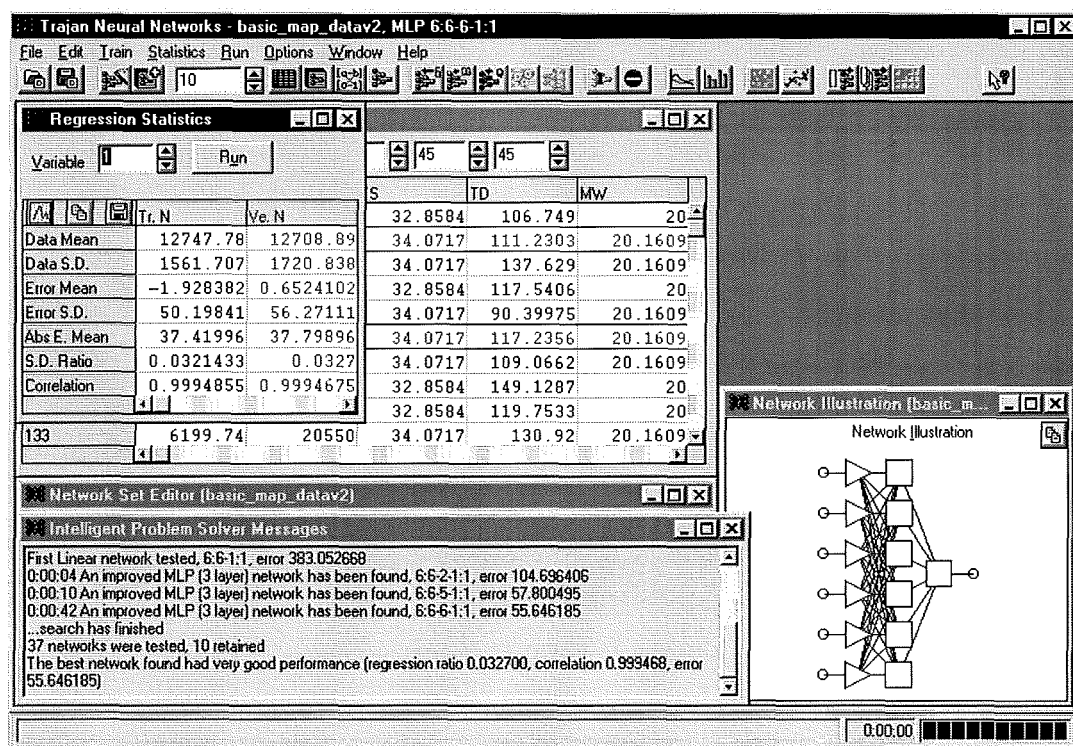 Trajan Neural Networks - basic_map_datav2, MLP 6:6-6-1:1
File Edit Train Statistics Run Options Window Help
10
Regression Statistics
Variable 1 Run
45 45
S TD MW
Tr. N Ve. N
32.8584 106.749 20
Data Mean 12747.78 12708.89 34.0717 111.2303 20.1609
Data S.D. 1561.707 1720.838 34.0717 137.629 20.1609
Error Mean -1.928382 0.6524102 32.8584 117.5406 20
Error S.D. 50.19841 56.27111 34.0717 90.39975 20.1609
Abs E. Mean 37.41996 37.79896 34.0717 117.2356 20.1609
S.D. Ratio 0.0321433 0.0327 34.0717 109.0662 20.1609
Correlation 0.9994855 0.9994675 32.8584 149.1287 20
32.8584 119.7533 20
133 6199.74 20550 34.0717 130.92 20.1609
Network Illustration (basic_m...
Network Illustration
Network Set Editor (basic_map_datav2)
Intelligent Problem Solver Messages
First Linear network tested, 6:6-1:1, error 383.052668
0:00:04 An improved MLP (3 layer) network has been found, 6:6-2-1:1, error 104.696406
0:00:10 An improved MLP (3 layer) network has been found, 6:6-5-1:1, error 57.800495
0:00:42 An improved MLP (3 layer) network has been found, 6:6-6-1:1, error 55.646185
...search has finished
37 networks were tested, 10 retained
The best network found had very good performance (regression ratio 0.032700, correlation 0.999468, error
55.646185)
0:00:00